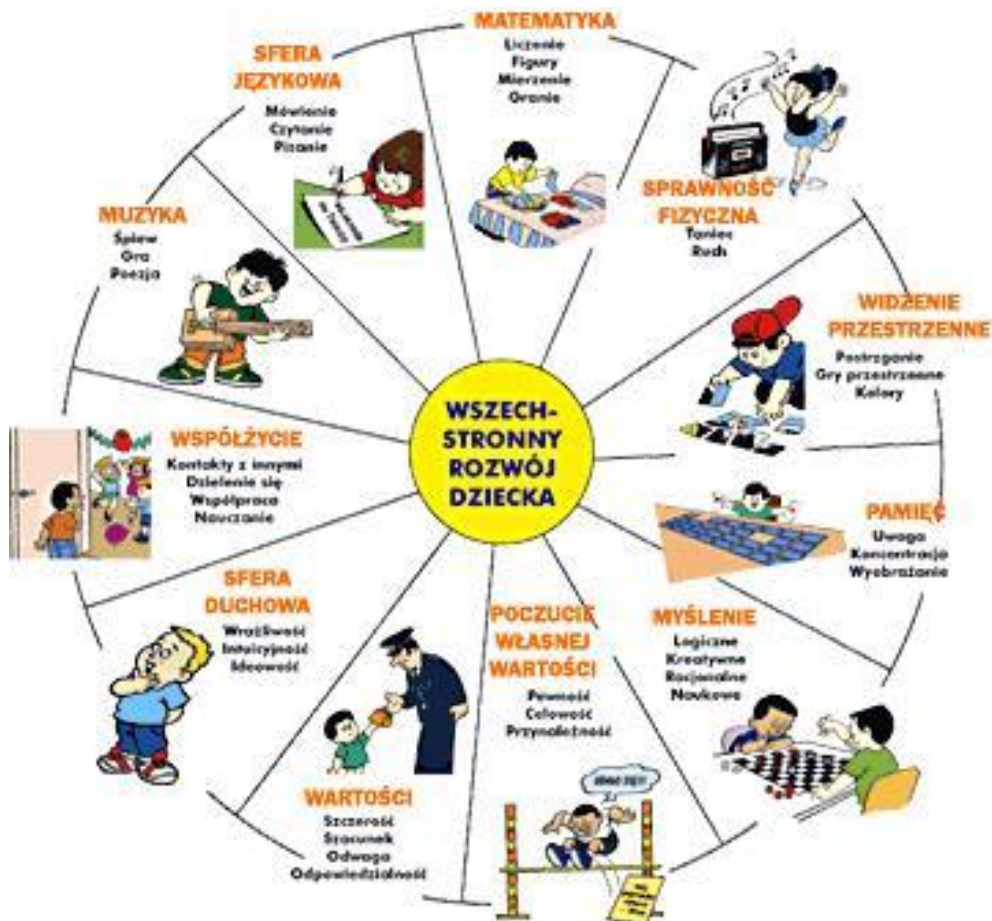 MATEMATYKA
Liczenie
Figury
Mierzenie
Granie
SPRAWNOŚĆ
FIZYCZNA
Taniec
Ruch
WIDZENIE
PRZESTRZENNE
Postrzeganie
Gry przestrzenne
Kolory
PAMIĘĆ
Uwaga
Koncentracja
Wyobrażanie
MYŚLENIE
Logiczne
Kreatywne
Racjonalne
Naukowe
POCZUCIE
WŁASNEJ
WARTOŚCI
Pewność
Celowość
Przynależność
WARTOŚCI
Szczerość
Szacunek
Odwaga
Odpowiedzialność
SFERA
DUCHOWA
Wrażliwość
Intuicyjność
Ideowość
WSPÓŁŻYCIE
Kontakty z innymi
Dzielenie się
Współpraca
Nauczanie
MUZYKA
Śpiew
Gra
Poezja
SFERA
JĘZYKOWA
Mówienie
Czytanie
Pisanie
WSZECH-
STRONNY
ROZWÓJ
DZIECKA